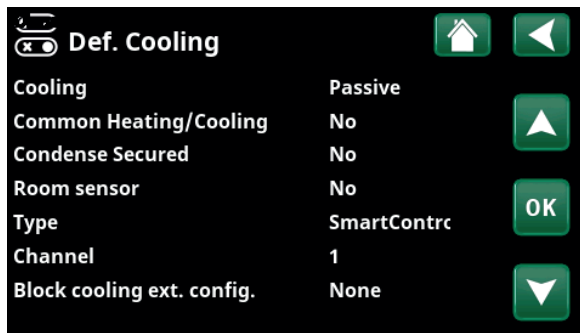 Def. Cooling
Cooling Passive
Common Heating/Cooling No
Condense Secured No
Room sensor No
OK
Type SmartContrc
Channel 1
Block cooling ext. config. None